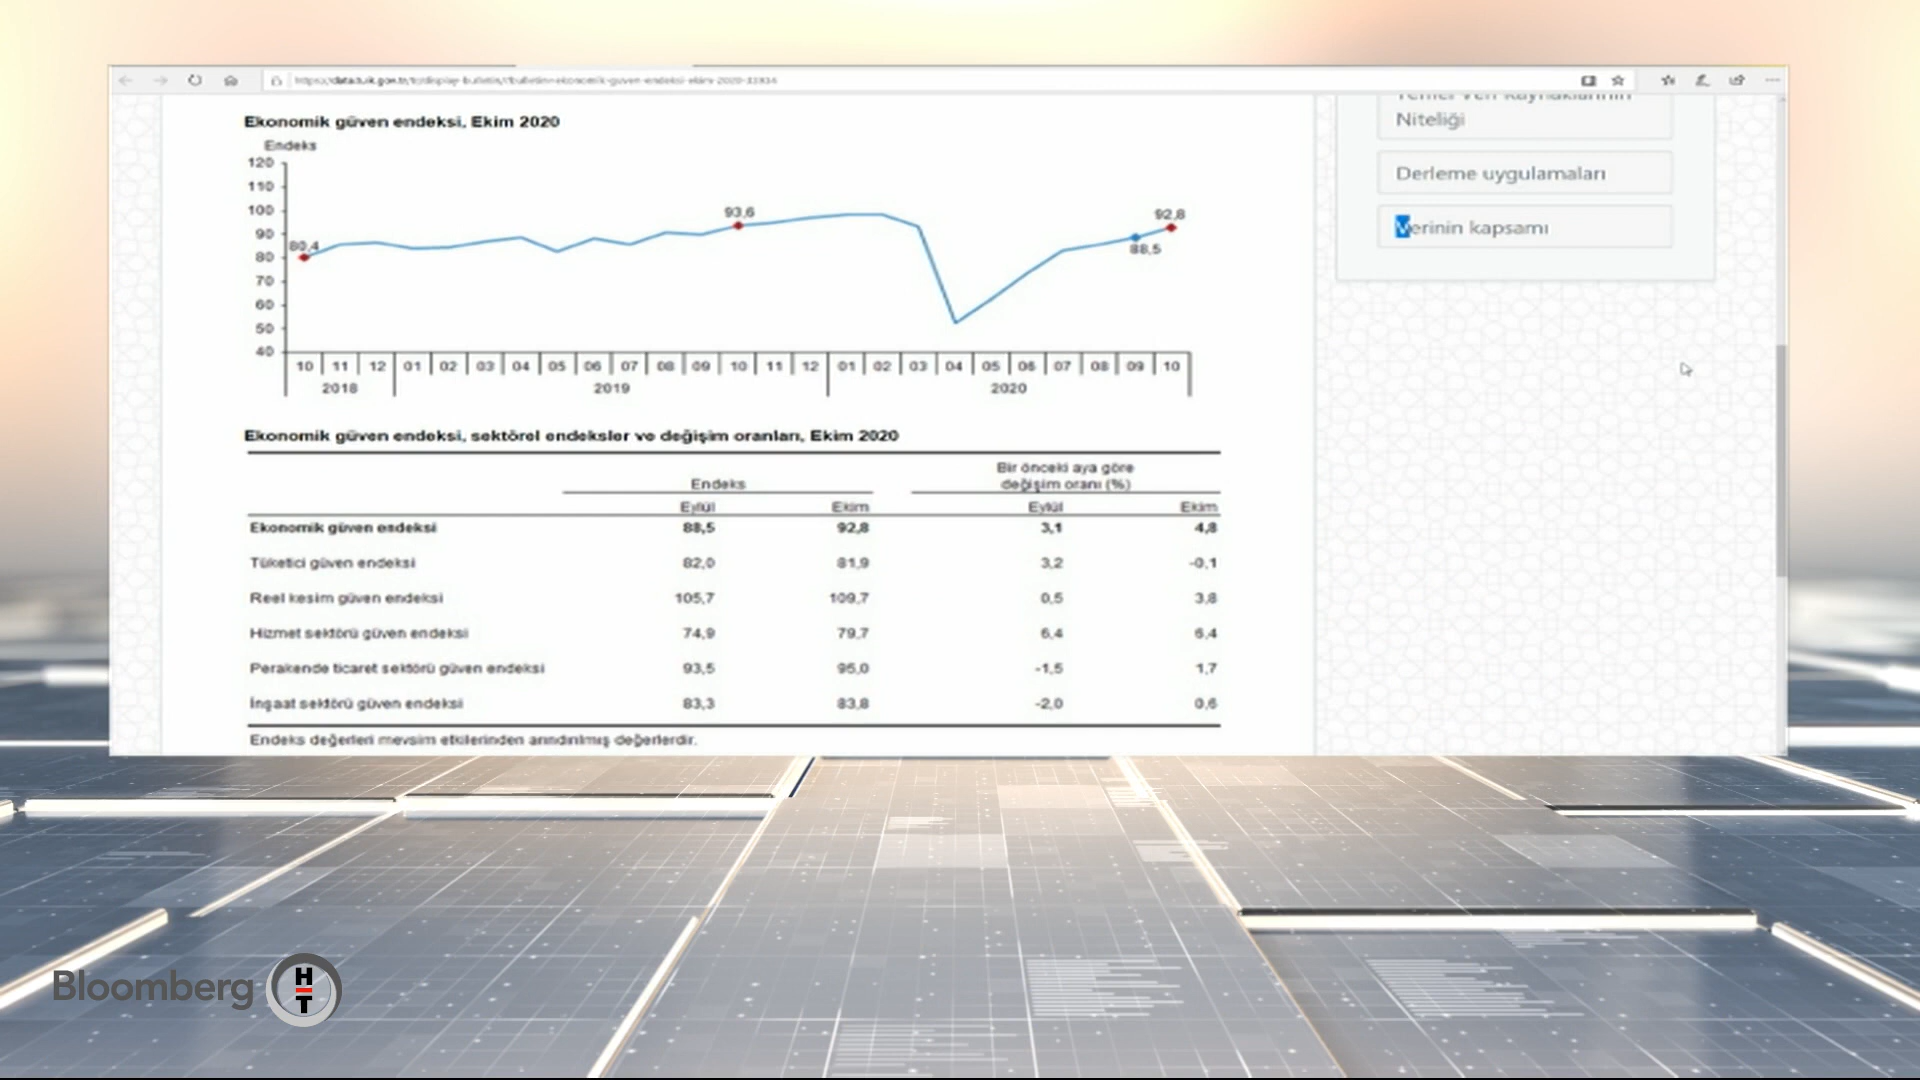 Niteliği
Derleme uygulamaları
Verinin kapsamı
Ekonomik güven endeksi, Ekim 2020
Endeks
120
110
100
90
80
70
60
50
40
80,4
93,6
88,5
92,8
10 11 12 01 02 03 04 05 06 07 08 09 10 11 12 01 02 03 04 05 06 07 08 09 10
2018 2019 2020
Ekonomik güven endeksi, sektörel endeksler ve değişim oranları, Ekim 2020
Endeks Bir önceki aya göre
değişim oranı (%)
Eylül Ekim Eylül Ekim
Ekonomik güven endeksi 88,5 92,8 3,1 4,8
Tüketici güven endeksi 82,0 81,9 3,2 -0,1
Reel kesim güven endeksi 105,7 109,7 0,5 3,8
Hizmet sektörü güven endeksi 74,9 79,7 6,4 6,4
Perakende ticaret sektörü güven endeksi 93,5 95,0 -1,5 1,7
İnşaat sektörü güven endeksi 83,3 83,8 -2,0 0,6
Endeks değerleri mevsim etkilerinden arındırılmış değerlerdir.
Bloomberg HT